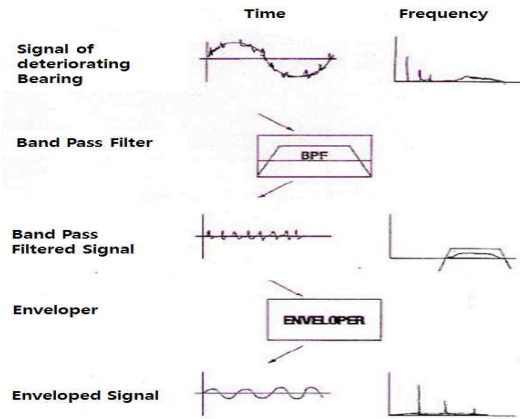 Time Frequency
Signal of
deteriorating
Bearing
Band Pass Filter
BPF
Band Pass
Filtered Signal
Enveloper
ENVELOPER
Enveloped Signal